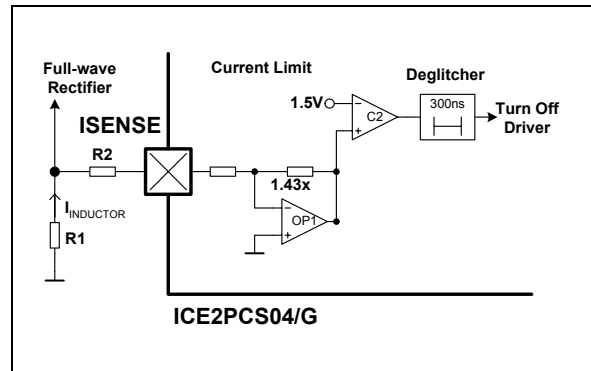 Full-wave
Rectifier
Current Limit
Deglitcher
1.5V
C2
300ns
Turn Off
Driver
ISENSE
R2
1.43x
IINDUCTOR
R1
OP1
ICE2PCS04/G